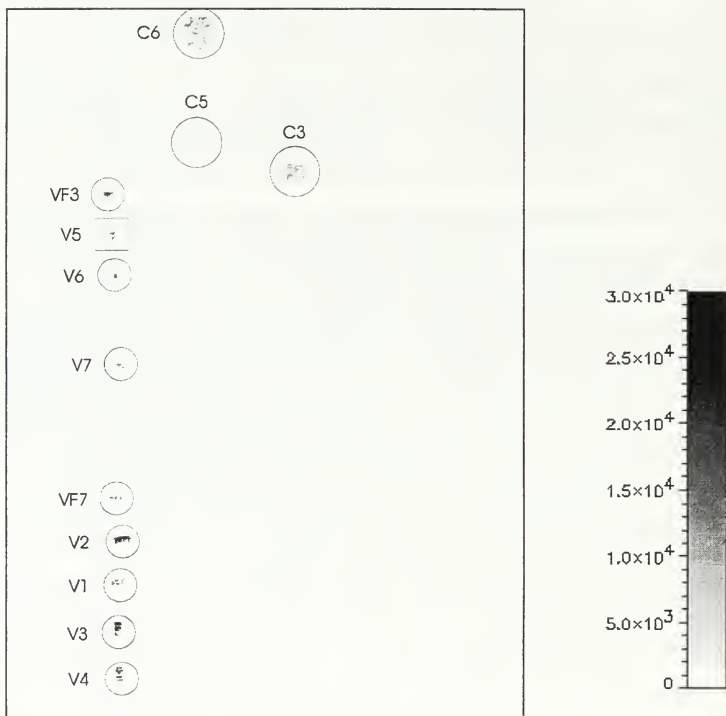 C6
C5
C3
VF3
V5
V6
V7
VF7
V2
V1
V3
V4
3.0×10⁴
2.5×10⁴
2.0×10⁴
1.5×10⁴
1.0×10⁴
5.0×10³
0